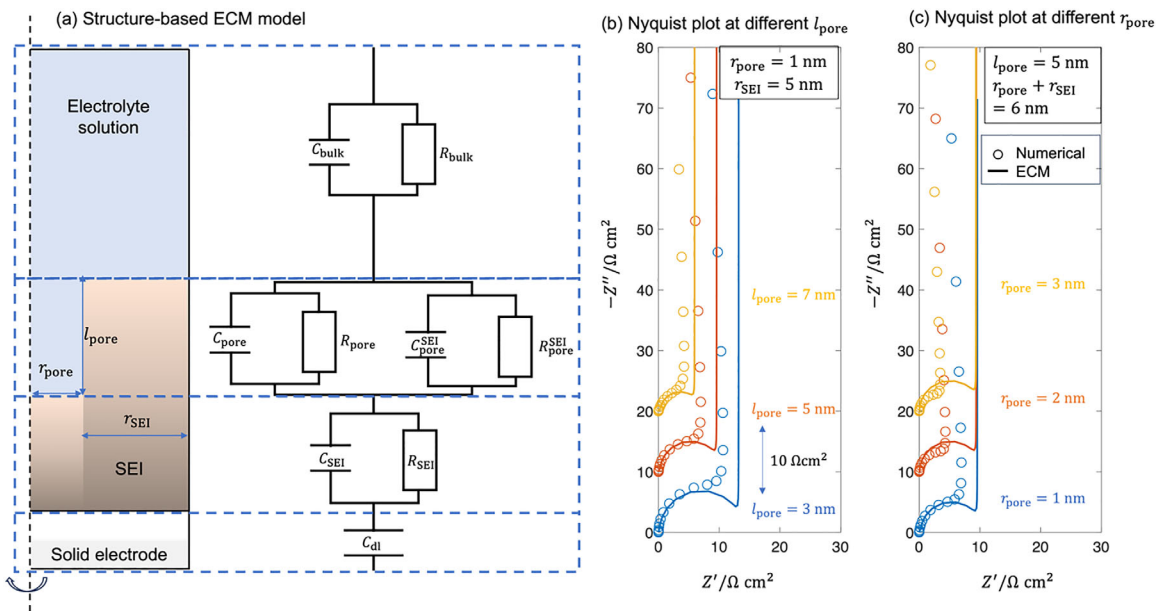 (a) Structure-based ECM model
Electrolyte
solution
l_pore
r_pore
r_SEI
SEI
Solid electrode
C_bulk
R_bulk
C_pore
R_pore
C_pore^SEI
R_pore^SEI
C_SEI
R_SEI
C_dl
(b) Nyquist plot at different l_pore
r_pore = 1 nm
r_SEI = 5 nm
80
70
60
50
40
30
20
10
0
−Z′′/Ω cm²
l_pore = 7 nm
l_pore = 5 nm
10 Ωcm²
l_pore = 3 nm
0 10 20 30
Z′/Ω cm²
(c) Nyquist plot at different r_pore
l_pore = 5 nm
r_pore + r_SEI
= 6 nm
Numerical
ECM
80
70
60
50
40
30
20
10
0
−Z′′/Ω cm²
r_pore = 3 nm
r_pore = 2 nm
r_pore = 1 nm
0 10 20 30
Z′/Ω cm²